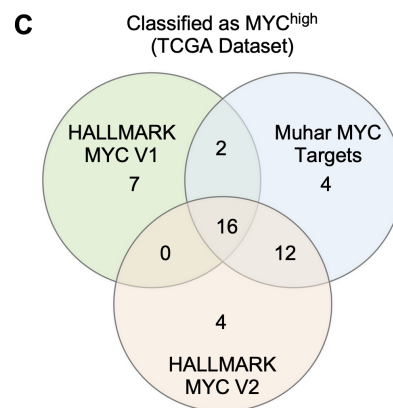 C
Classified as MYChigh
(TCGA Dataset)
HALLMARK
MYC V1
7
2
Muhar MYC
Targets
4
16
0
12
4
HALLMARK
MYC V2